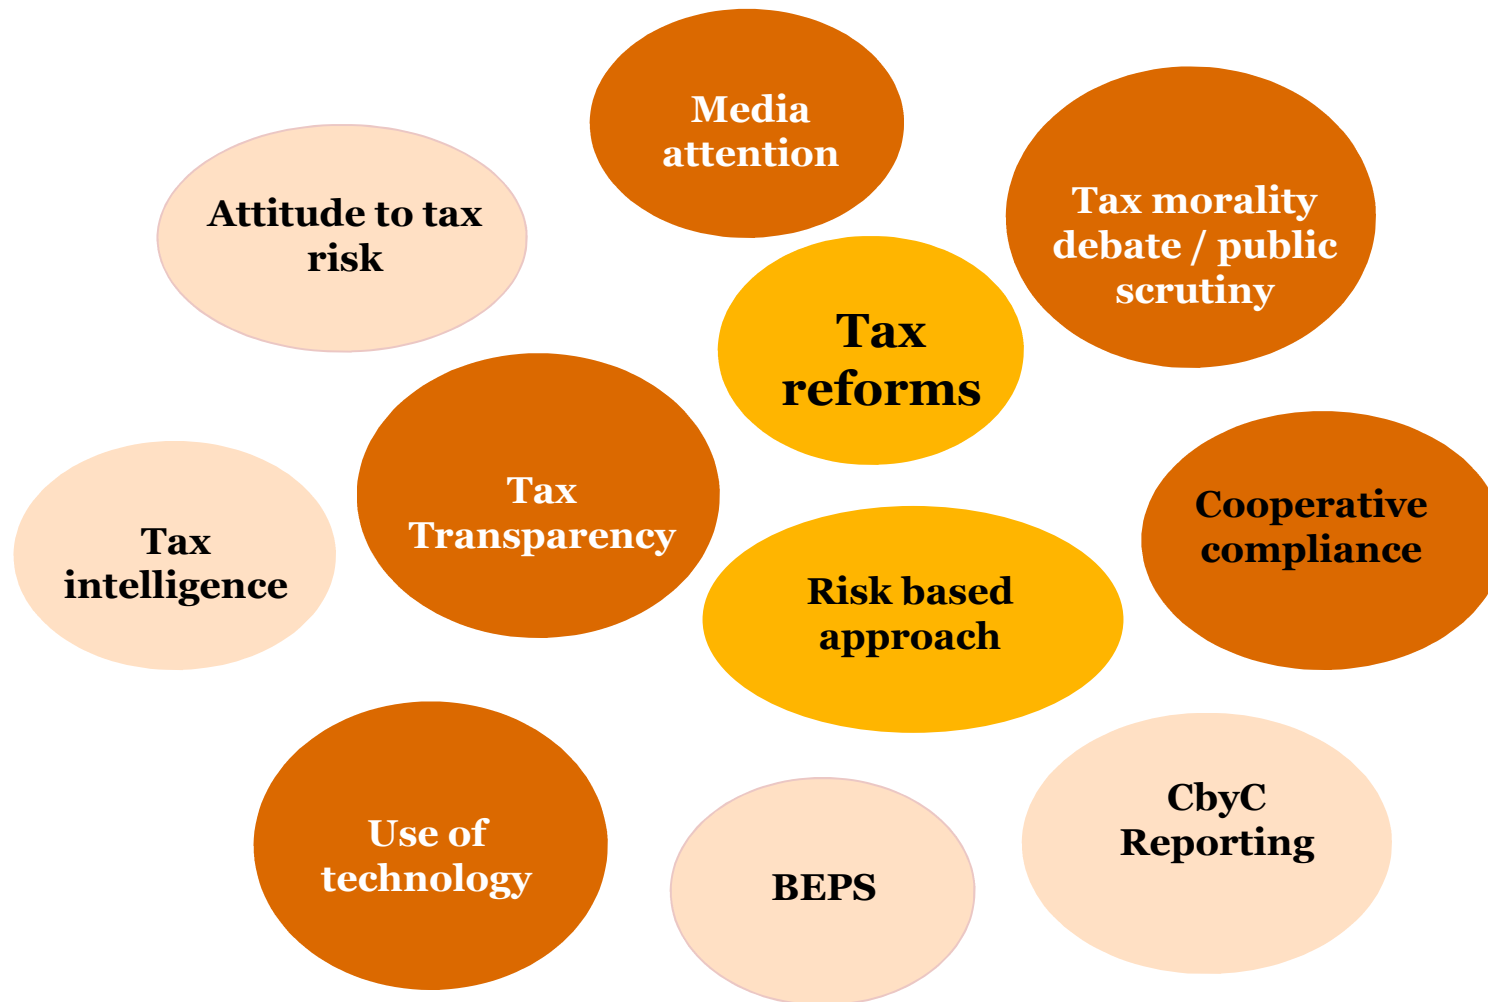 Media
attention
Attitude to tax
risk
Tax morality
debate / public
scrutiny
Tax
reforms
Tax
Transparency
Cooperative
compliance
Tax
intelligence
Risk based
approach
CbyC
Reporting
Use of
technology
BEPS